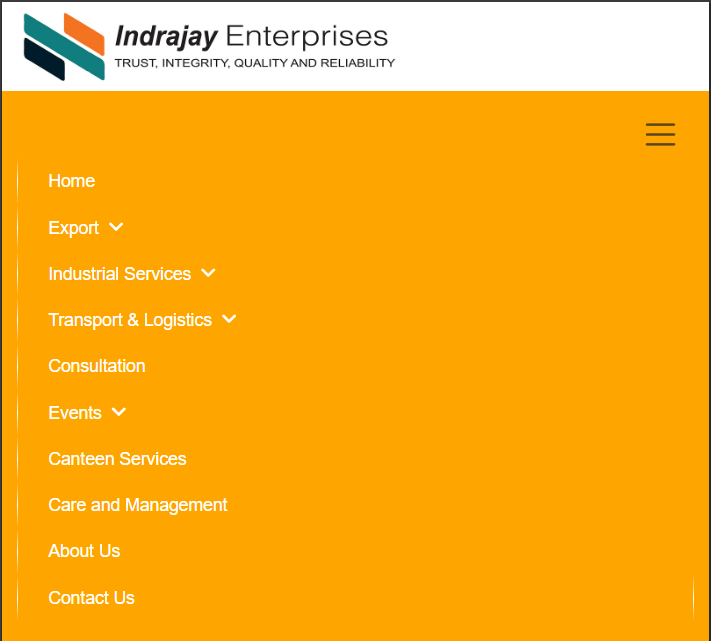 Indrajay Enterprises
TRUST, INTEGRITY, QUALITY AND RELIABILITY
Home
Export
Industrial Services
Transport & Logistics
Consultation
Events
Canteen Services
Care and Management
About Us
Contact Us